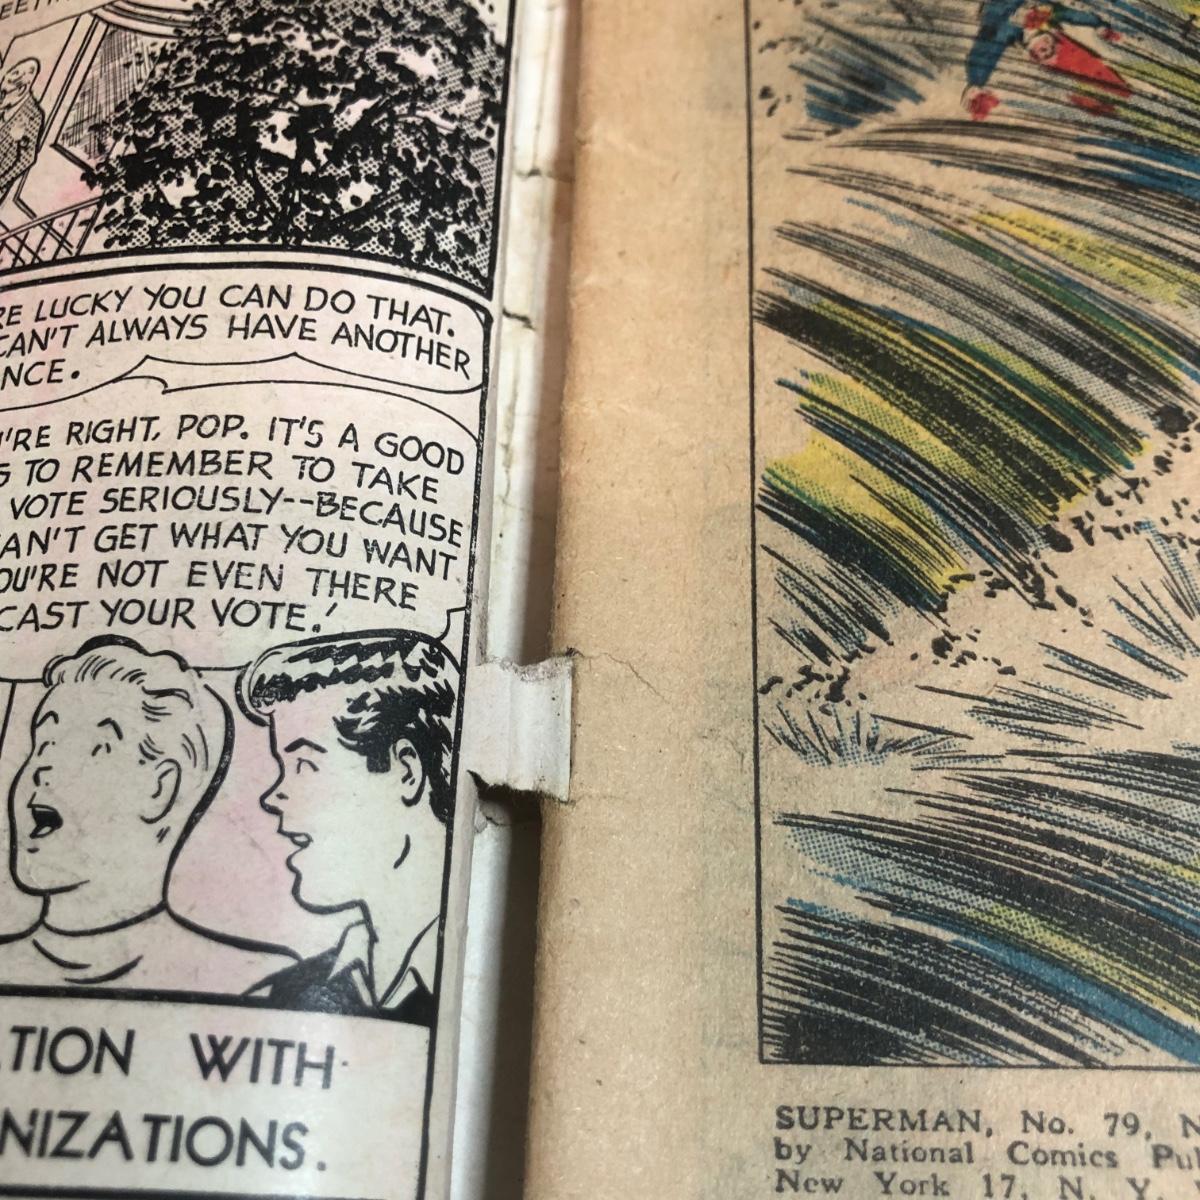 RE LUCKY YOU CAN DO THAT.
CAN'T ALWAYS HAVE ANOTHER
NCE.
'RE RIGHT, POP. IT'S A GOOD
G TO REMEMBER TO TAKE
VOTE SERIOUSLY--BECAUSE
AN'T GET WHAT YOU WANT
OU'RE NOT EVEN THERE
CAST YOUR VOTE!
TION WITH
NIZATIONS.
SUPERMAN, No. 79, N
by National Comics Pul
New York 17, N. Y.